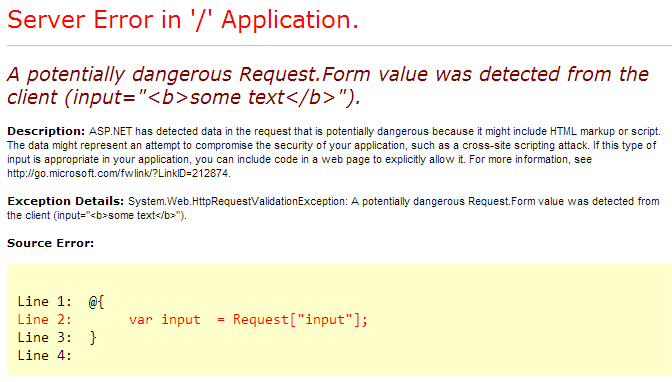 Server Error in '/' Application.
A potentially dangerous Request.Form value was detected from the
client (input="<b>some text</b>").
Description: ASP.NET has detected data in the request that is potentially dangerous because it might include HTML markup or script.
The data might represent an attempt to compromise the security of your application, such as a cross-site scripting attack. If this type of
input is appropriate in your application, you can include code in a web page to explicitly allow it. For more information, see
http://go.microsoft.com/fwlink/?LinkID=212874.
Exception Details: System.Web.HttpRequestValidationException: A potentially dangerous Request.Form value was detected from
the client (input="<b>some text</b>").
Source Error:
Line 1:  @{
Line 2:       var input  = Request["input"];
Line 3:  }
Line 4: